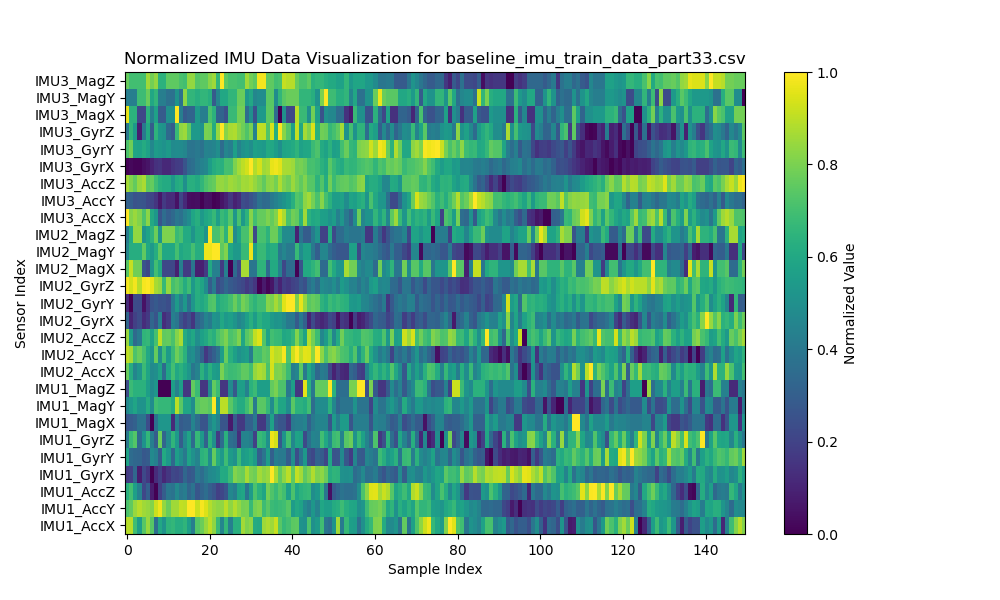 Normalized IMU Data Visualization for baseline_imu_train_data_part33.csv
IMU3_MagZ
IMU3_MagY
IMU3_MagX
IMU3_GyrZ
IMU3_GyrY
IMU3_GyrX
IMU3_AccZ
IMU3_AccY
IMU3_AccX
IMU2_MagZ
IMU2_MagY
IMU2_MagX
IMU2_GyrZ
IMU2_GyrY
IMU2_GyrX
IMU2_AccZ
IMU2_AccY
IMU2_AccX
IMU1_MagZ
IMU1_MagY
IMU1_MagX
IMU1_GyrZ
IMU1_GyrY
IMU1_GyrX
IMU1_AccZ
IMU1_AccY
IMU1_AccX
Sensor Index
0 20 40 60 80 100 120 140
Sample Index
1.0
0.8
0.6
0.4
0.2
0.0
Normalized Value